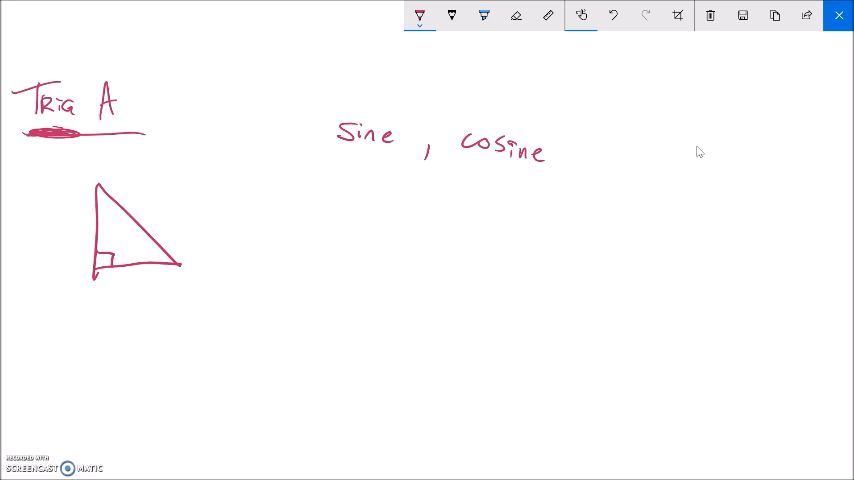 TRIG A
sine , cosine
RECORDED WITH
SCREENCAST MATIC